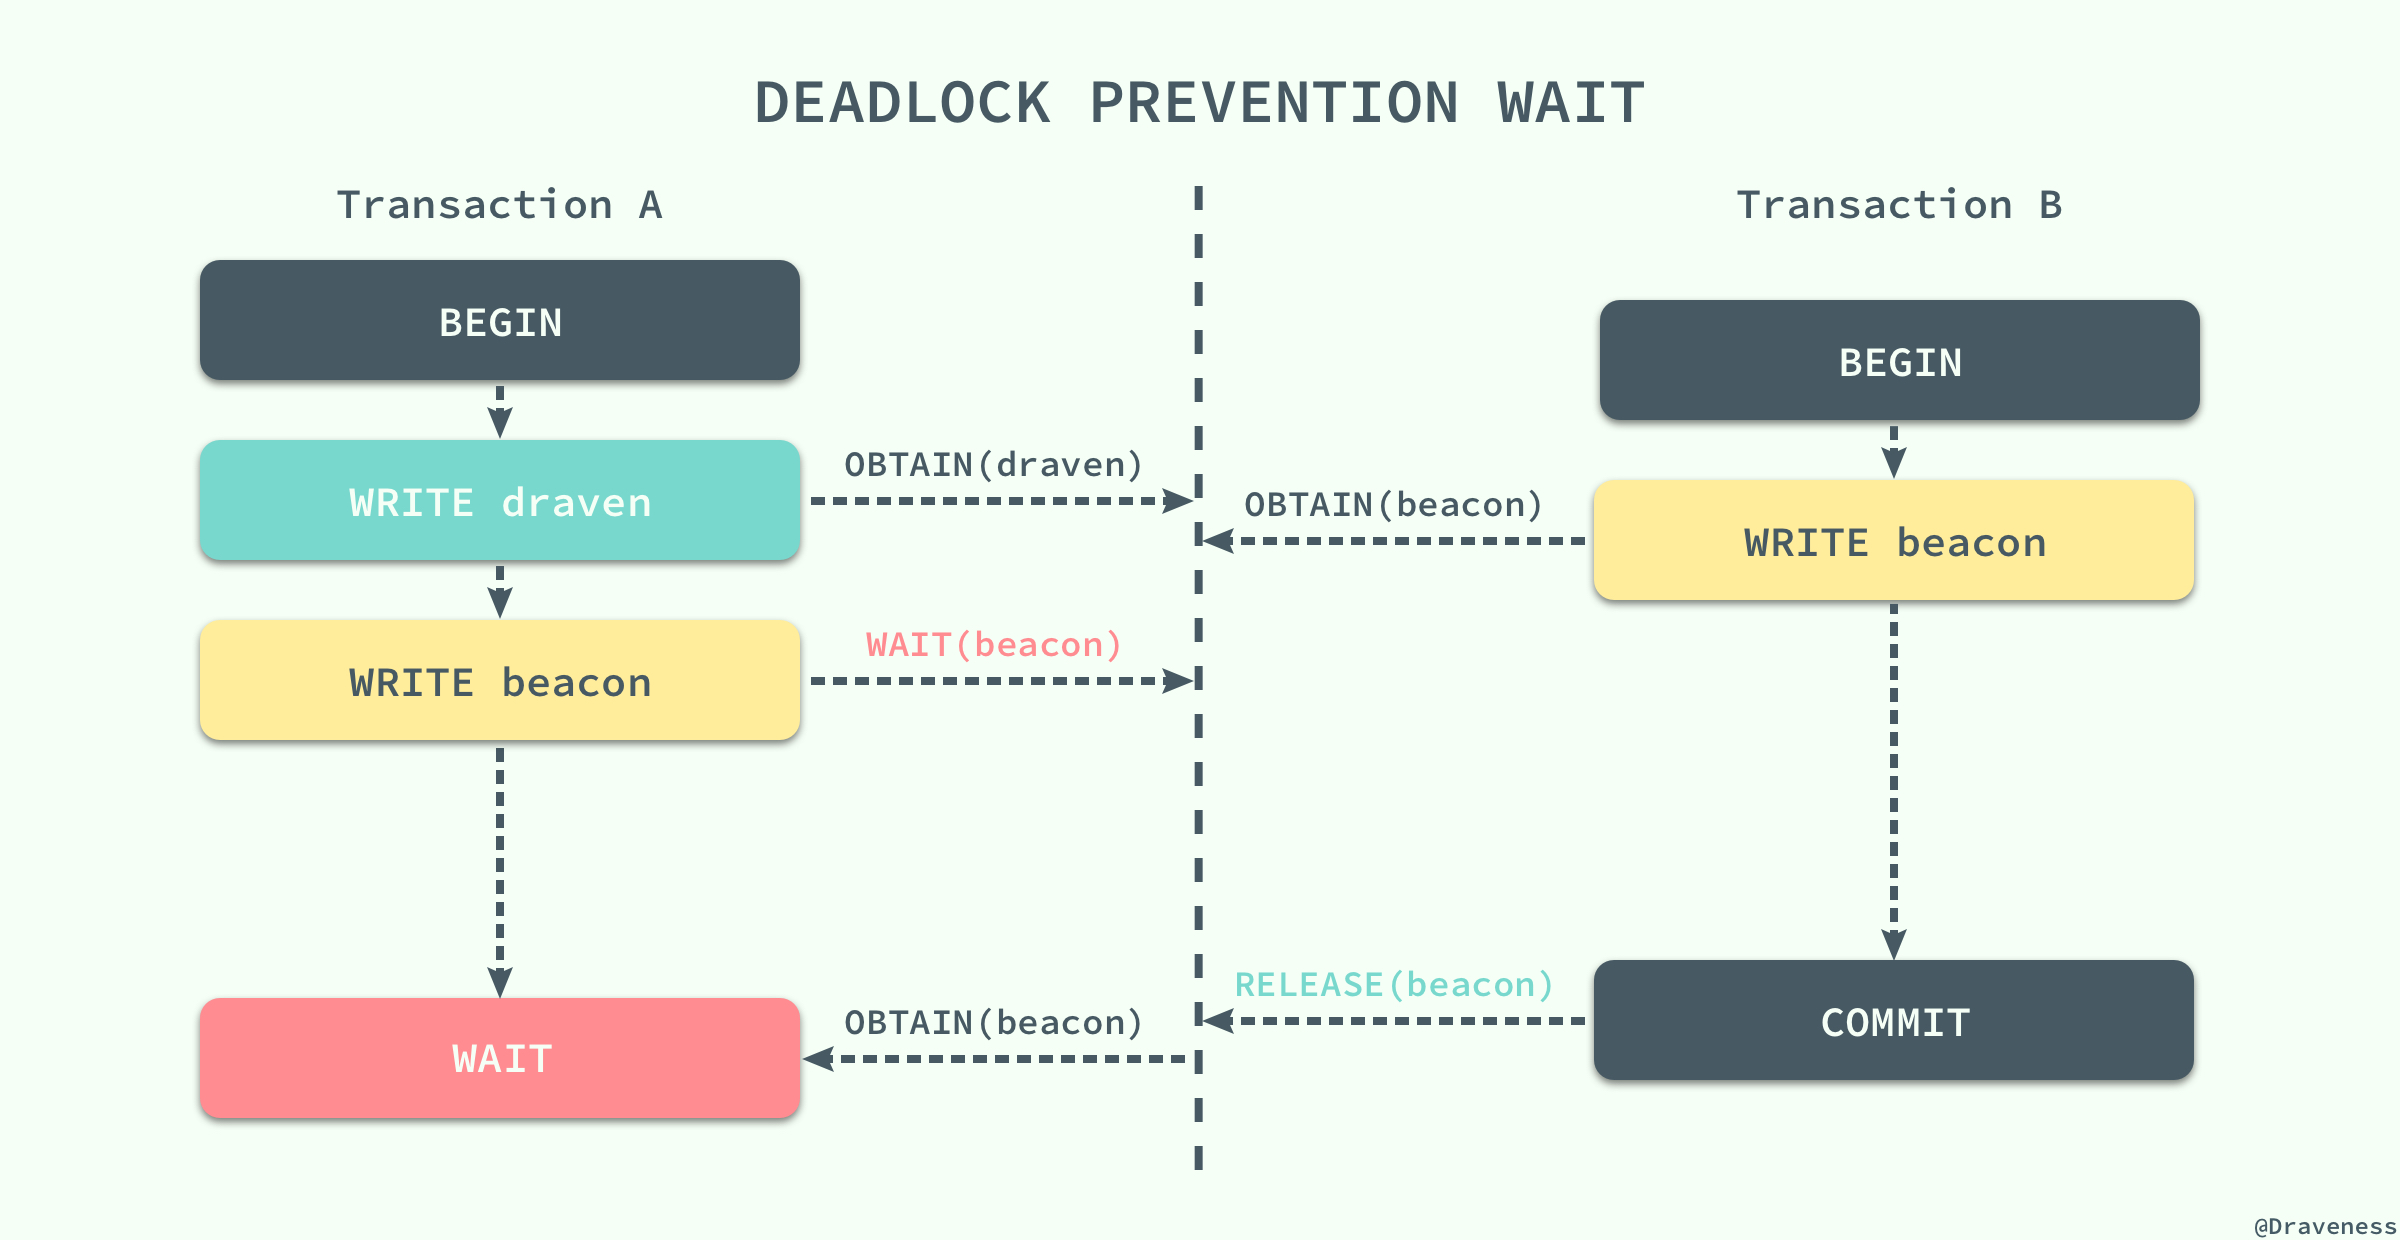 DEADLOCK PREVENTION WAIT
Transaction A
Transaction B
BEGIN
BEGIN
OBTAIN(draven)
WRITE draven
OBTAIN(beacon)
WRITE beacon
WAIT(beacon)
WRITE beacon
RELEASE(beacon)
COMMIT
OBTAIN(beacon)
WAIT
@Draveness